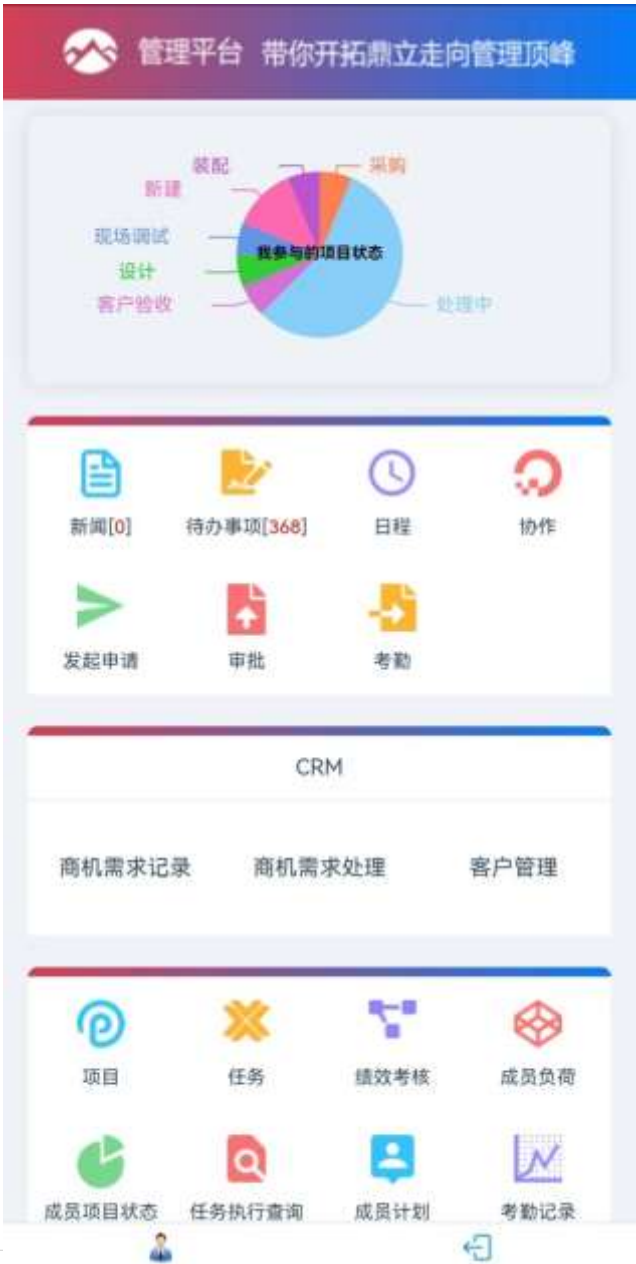 管理平台 带你开拓鼎立走向管理顶峰
装配
采购
新建
现场调试
我参与的项目状态
设计
客户验收
处理中
新闻[0] 待办事项[368] 日程 协作
发起申请 审批 考勤
CRM
商机需求记录 商机需求处理 客户管理
项目 任务 绩效考核 成员负荷
成员项目状态 任务执行查询 成员计划 考勤记录